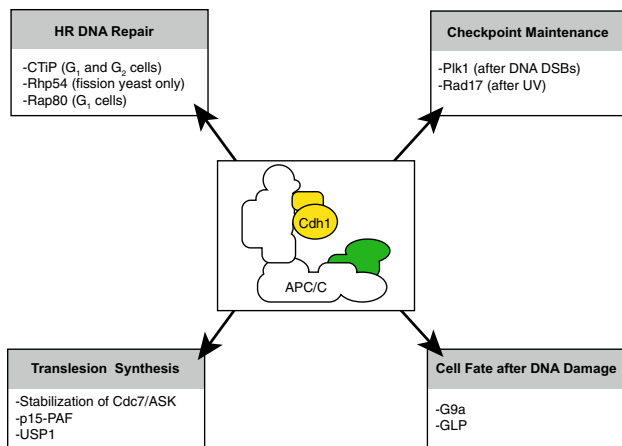 HR DNA Repair
-CTiP (G₁ and G₂ cells)
-Rhp54 (fission yeast only)
-Rap80 (G₁ cells)
Checkpoint Maintenance
-Plk1 (after DNA DSBs)
-Rad17 (after UV)
Cdh1
APC/C
Translesion Synthesis
-Stabilization of Cdc7/ASK
-p15-PAF
-USP1
Cell Fate after DNA Damage
-G9a
-GLP